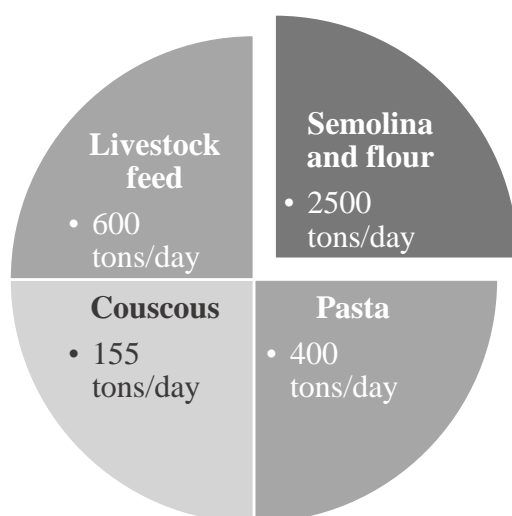 Livestock
feed
• 600
tons/day
Semolina
and flour
• 2500
tons/day
Couscous
• 155
tons/day
Pasta
• 400
tons/day